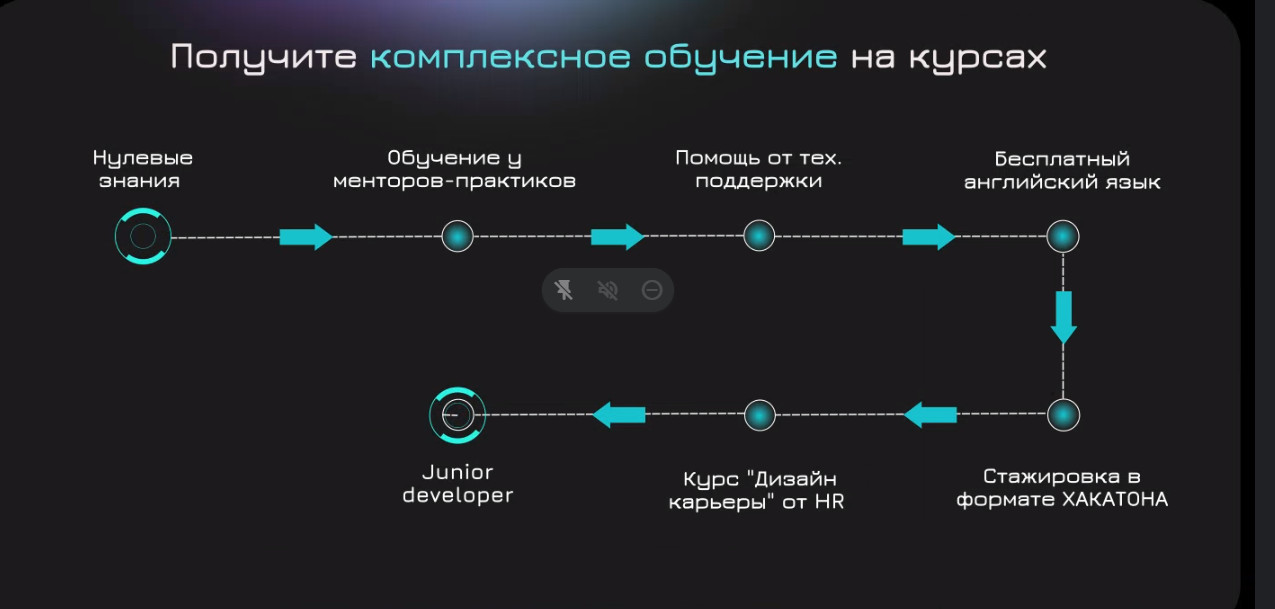 Получите комплексное обучение на курсах
Нулевые
знания
Обучение у
менторов-практиков
Помощь от тех.
поддержки
Бесплатный
английский язык
Стажировка в
формате ХАКАТОНА
Курс "Дизайн
карьеры" от HR
Junior
developer